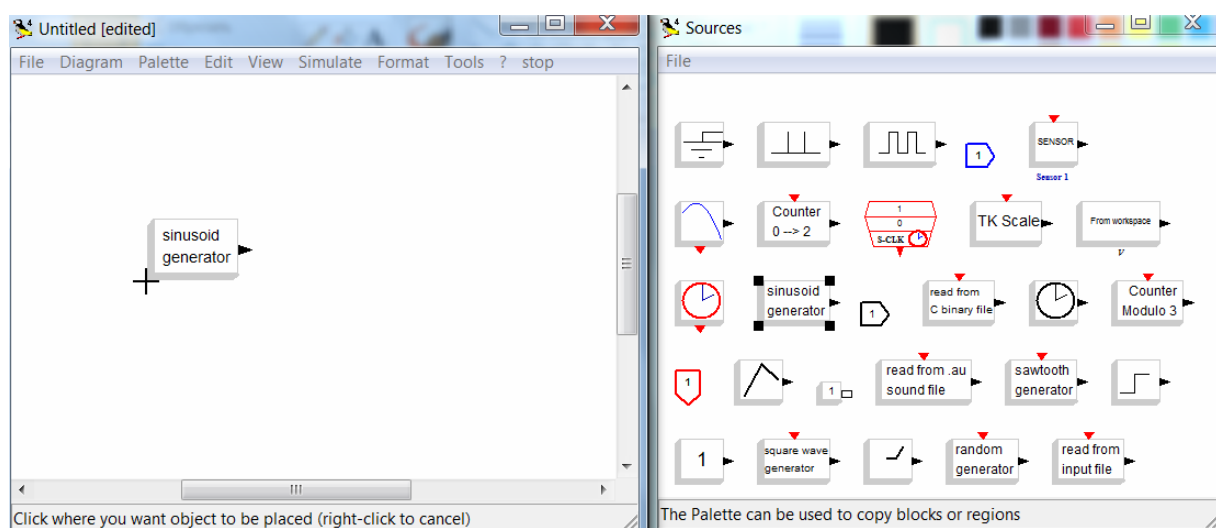 Untitled [edited]
File Diagram Palette Edit View Simulate Format Tools ? stop
sinusoid
generator
Click where you want object to be placed (right-click to cancel)
Sources
File
1
SENSOR
Sensor 1
Counter
0 --> 2
1
0
S-CLK
TK Scale
From workspace
V
sinusoid
generator
1
read from
C binary file
Counter
Modulo 3
1
1
read from .au
sound file
sawtooth
generator
1
square wave
generator
random
generator
read from
input file
The Palette can be used to copy blocks or regions